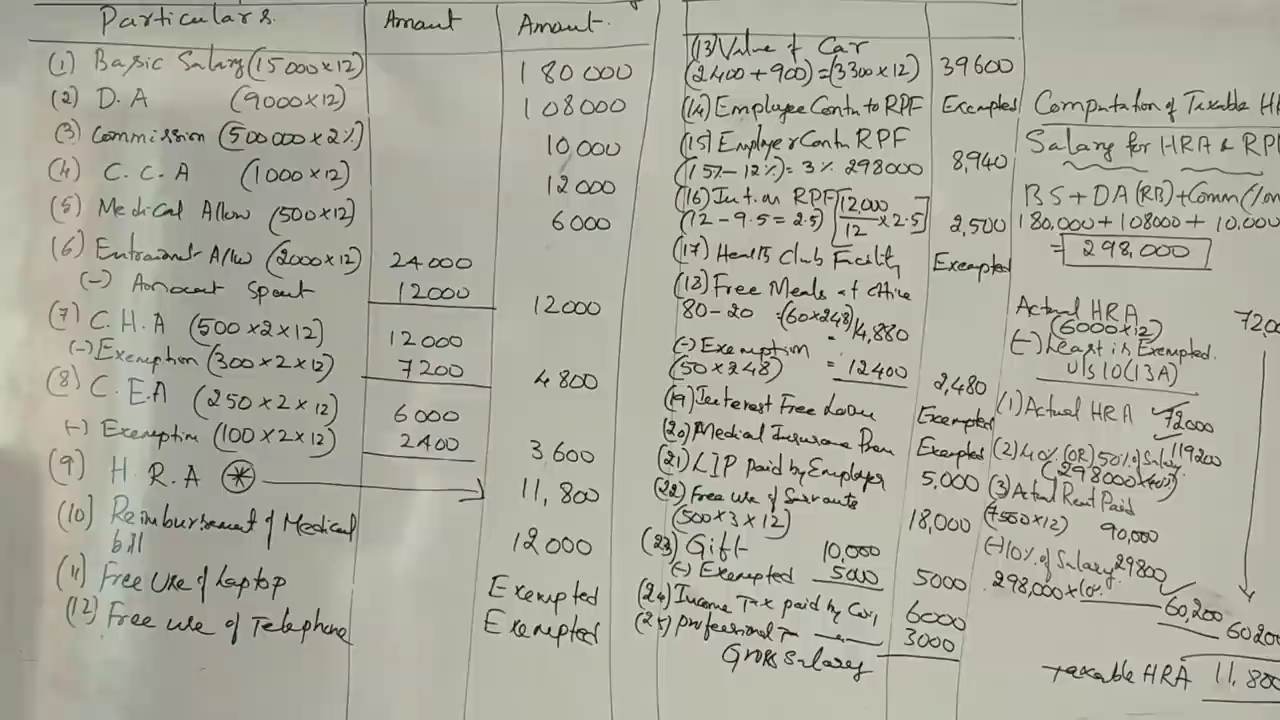 Particulars. Amount Amount.
(1) Basic Salary (15000×12) 180000
(2) D.A (9000×12) 108000
(3) Commission (500000×2%) 10,000
(4) C.C.A (1000×12) 12000
(5) Medical Allow (500×12) 6000
(6) Allw (2000×12) 24000
(-) Amount Spent 12000 12000
(7) C.H.A (500×2×12) 12000
(-) Exemption (300×2×12) 7200 4800
(8) C.E.A (250×2×12) 6000
(-) Exemption (100×2×12) 2400 3600
(9) H.R.A * 11,800
(10) Reimbursement of Medical
bill 12000
(11) Free Use of Laptop Exempted
(12) Free use of Telephone Exempted
(13) Value of Car
(2400 + 900) = (3300×12) 39600
(14) Employee Contn to RPF Exempted
(15) Employer Contn RPF
(15% - 12%) = 3% 298000 8,940
(16) Int on RPF
(12 - 9.5 = 2.5) [12,000/12 × 2.5] 2,500
(17) Health Club Facility Exempted
(18) Free Meals at office
80-20 = (60×248) 14,880
(-) Exemption
(50×248) = 12400 2,480
(19) Interest Free Loan Exempted
(20) Medical Insurance Prem Exempted
(21) LIP paid by Employer 5,000
(22) Free use of Servants
(500×3×12) 18,000
(23) Gift 10,000
(-) Exempted 5000 5000
(24) Income Tax paid by 6000
(25) professional T 3000
Gross Salary
Computation of Taxable HR
Salary for HRA & RP
BS + DA (RB) + Comm
180,000 + 108000 + 10,000
= 298,000
Actual HRA
(6000×12) 72,0
(-) Least is Exempted.
U/s 10(13A)
(1) Actual HRA 72000
(2) 40% (OR) 50% of Salary. 119200
(298000×40%)
(3) Actual Rent Paid
(7500×12) 90,000
(-) 10% of Salary 29800
298,000×10%
60,200 6020
Taxable HRA 11,800